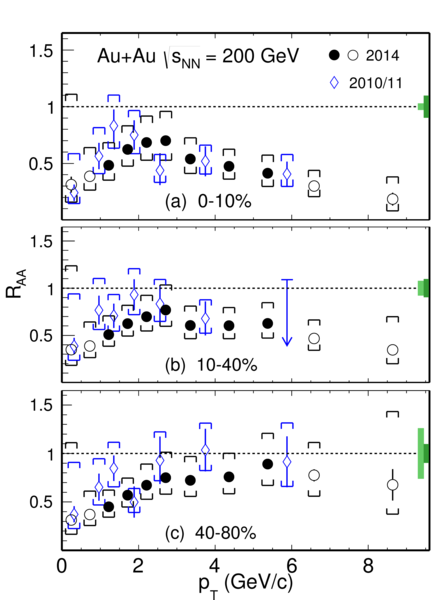 Au+Au √sNN = 200 GeV
2014
2010/11
1.5
1
0.5
(a) 0-10%
1.5
1
0.5
(b) 10-40%
1.5
1
0.5
(c) 40-80%
RAA
0 2 4 6 8
pT (GeV/c)